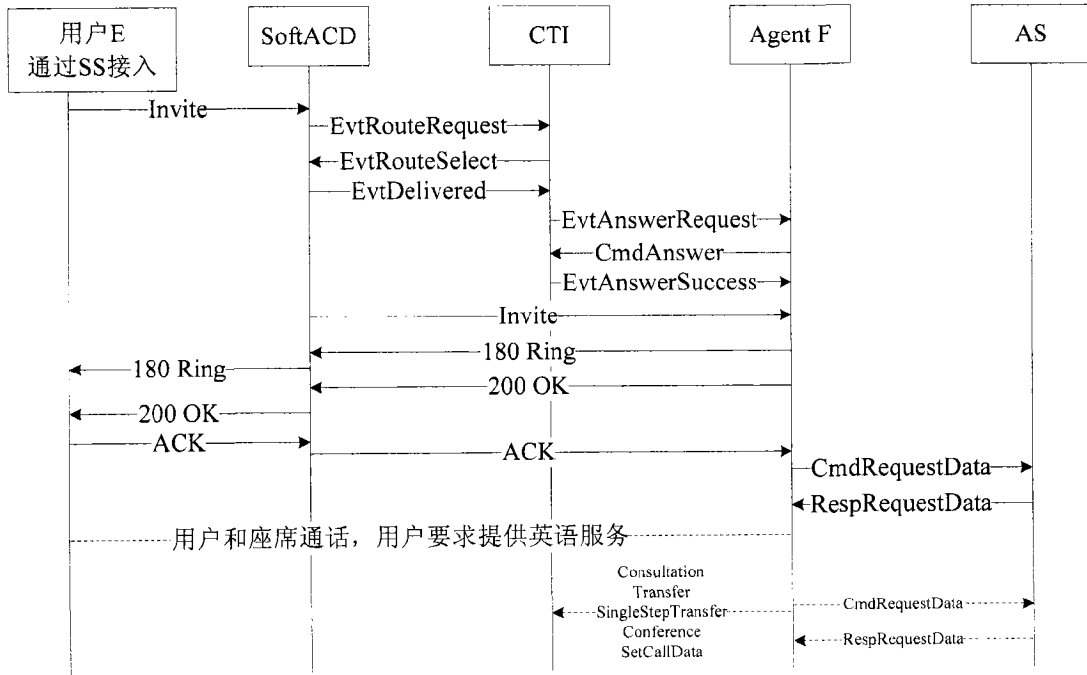 用户E
通过SS接入
SoftACD
CTI
Agent F
AS
Invite
EvtRouteRequest
EvtRouteSelect
EvtDelivered
EvtAnswerRequest
CmdAnswer
EvtAnswerSuccess
Invite
180 Ring
180 Ring
200 OK
200 OK
ACK
ACK
CmdRequestData
RespRequestData
用户和座席通话，用户要求提供英语服务
Consultation
Transfer
SingleStepTransfer
Conference
SetCallData
CmdRequestData
RespRequestData